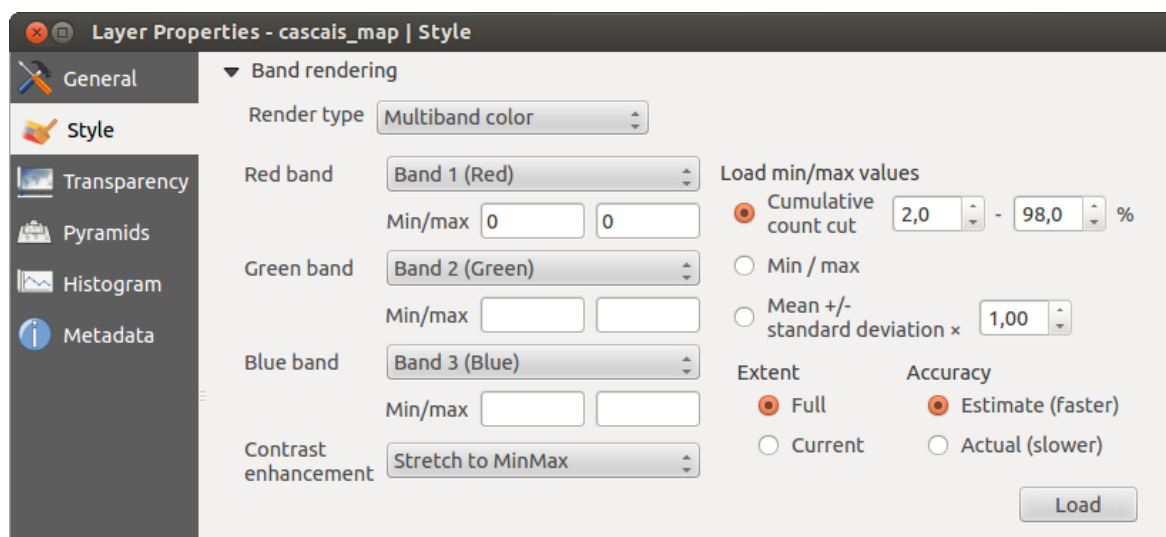 Layer Properties - cascais_map | Style
General
Style
Transparency
Pyramids
Histogram
Metadata
Band rendering
Render type Multiband color
Red band Band 1 (Red)
Min/max 0 0
Green band Band 2 (Green)
Min/max
Blue band Band 3 (Blue)
Min/max
Contrast
enhancement Stretch to MinMax
Load min/max values
Cumulative
count cut 2,0 - 98,0 %
Min / max
Mean +/-
standard deviation × 1,00
Extent Accuracy
Full Estimate (faster)
Current Actual (slower)
Load